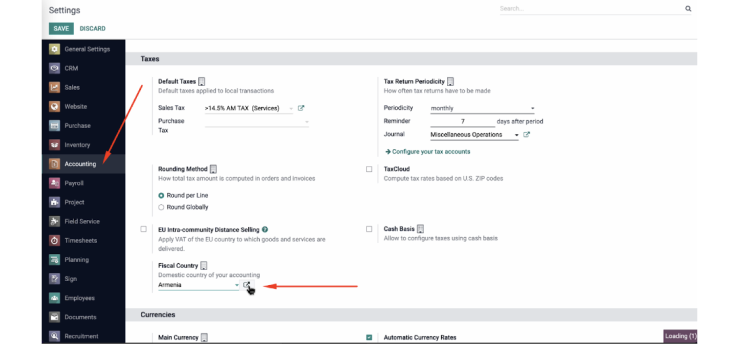 Settings
Search...
SAVE DISCARD
General Settings
CRM
Sales
Website
Purchase
Inventory
Accounting
Payroll
Project
Field Service
Timesheets
Planning
Sign
Employees
Documents
Recruitment
Taxes
Default Taxes
Default taxes applied to local transactions
Sales Tax >14.5% AM TAX (Services)
Purchase
Tax
Tax Return Periodicity
How often tax returns have to be made
Periodicity monthly
Reminder 7 days after period
Journal Miscellaneous Operations
Configure your tax accounts
Rounding Method
How total tax amount is computed in orders and invoices
Round per Line
Round Globally
TaxCloud
Compute tax rates based on U.S. ZIP codes
EU Intra-community Distance Selling ?
Apply VAT of the EU country to which goods and services are
delivered.
Cash Basis
Allow to configure taxes using cash basis
Fiscal Country
Domestic country of your accounting
Armenia
Currencies
Main Currency
Automatic Currency Rates
Loading (1)